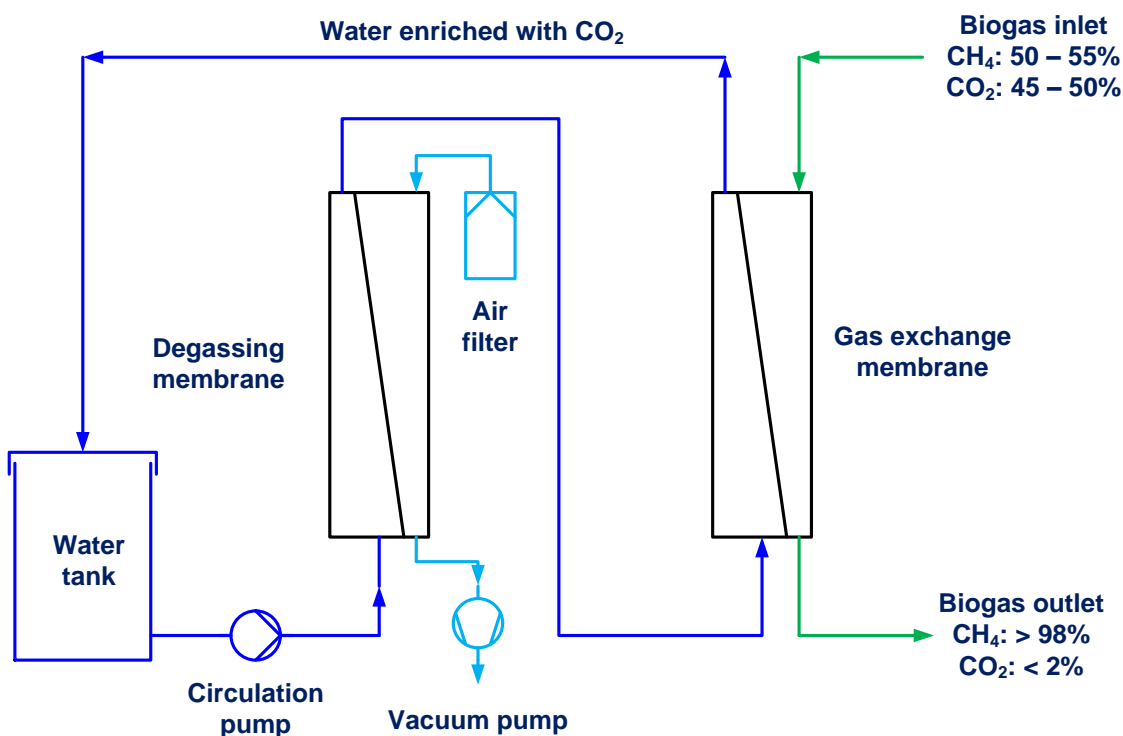 Water enriched with CO₂
Biogas inlet
CH₄: 50 – 55%
CO₂: 45 – 50%
Air
filter
Degassing
membrane
Gas exchange
membrane
Water
tank
Circulation
pump
Vacuum pump
Biogas outlet
CH₄: > 98%
CO₂: < 2%